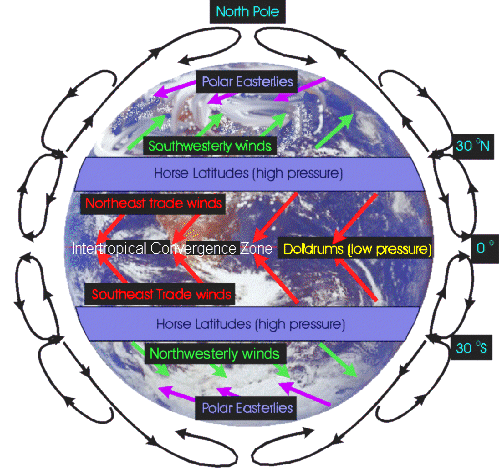 North Pole
Polar Easterlies
Southwesterly winds
30 °N
Horse Latitudes (high pressure)
Northeast trade winds
Intertropical Convergence Zone
Doldrums (low pressure)
0 °
Southeast Trade winds
Horse Latitudes (high pressure)
30 °S
Northwesterly winds
Polar Easterlies